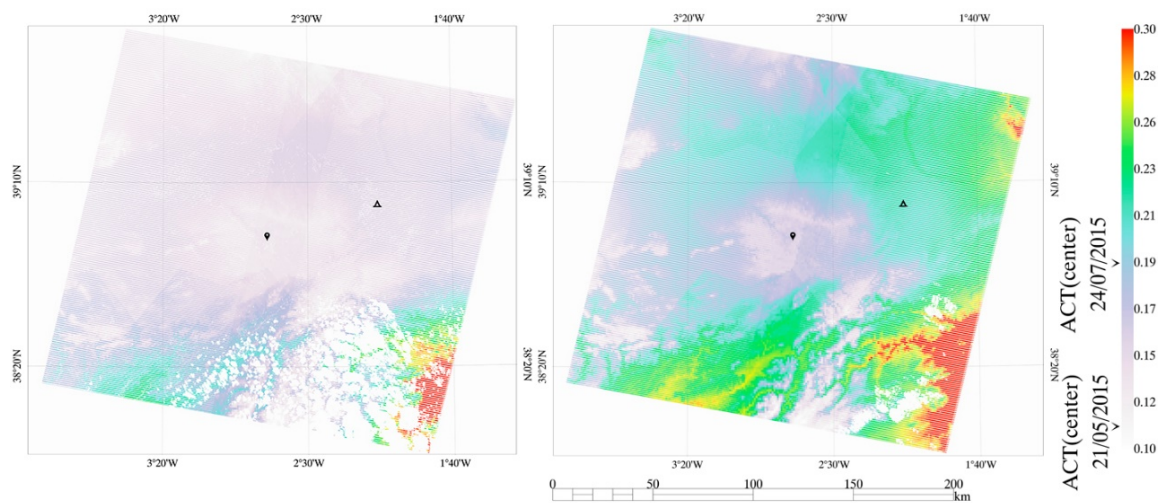 3°20'W 2°30'W 1°40'W
3°20'W 2°30'W 1°40'W
39°10'N
39°10'N
39°10'N
38°20'N
38°20'N
38°20'N
3°20'W 2°30'W 1°40'W
3°20'W 2°30'W 1°40'W
0 50 100 150 200
km
ACT(center)
24/07/2015
ACT(center)
21/05/2015
0.30
0.28
0.26
0.23
0.21
0.19
0.17
0.15
0.12
0.10